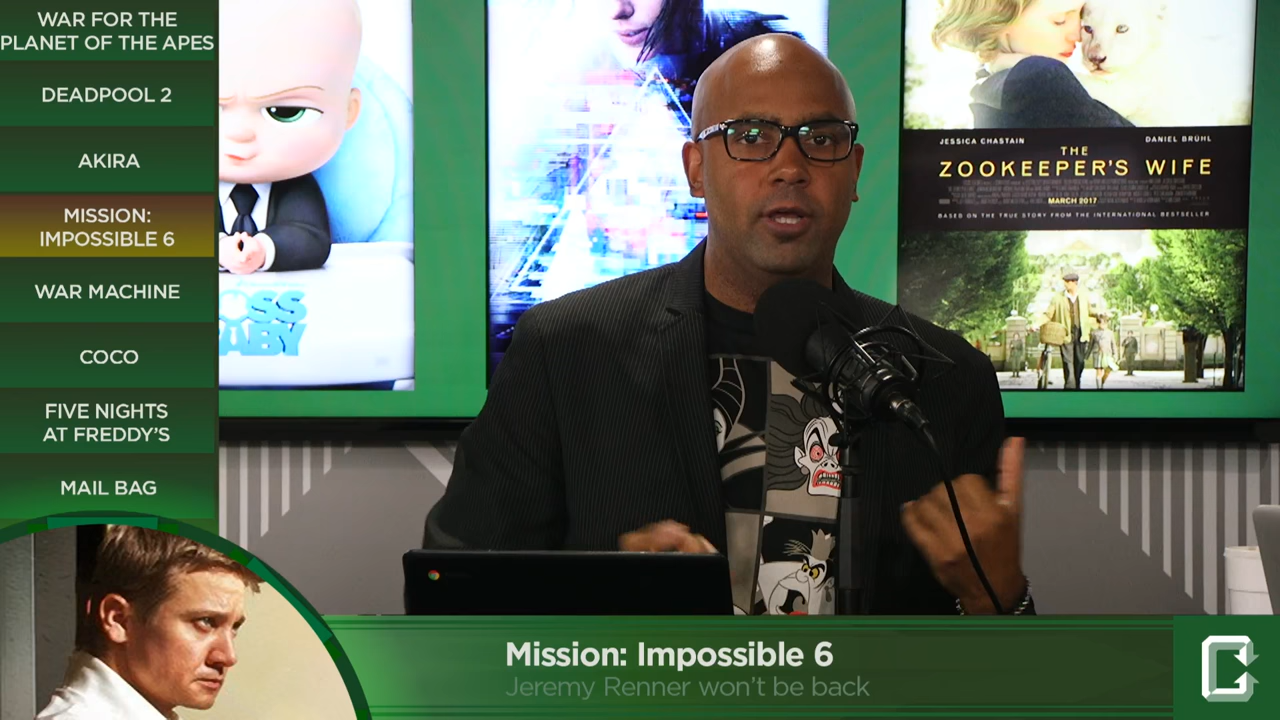 WAR FOR THE
PLANET OF THE APES
DEADPOOL 2
AKIRA
MISSION:
IMPOSSIBLE 6
WAR MACHINE
COCO
FIVE NIGHTS
AT FREDDY'S
MAIL BAG
OSS
ABY
JESSICA CHASTAIN
DANIEL BRÜHL
THE
ZOOKEEPER'S WIFE
MARCH 2017
BASED ON THE TRUE STORY FROM THE INTERNATIONAL BESTSELLER
Mission: Impossible 6
Jeremy Renner won't be back